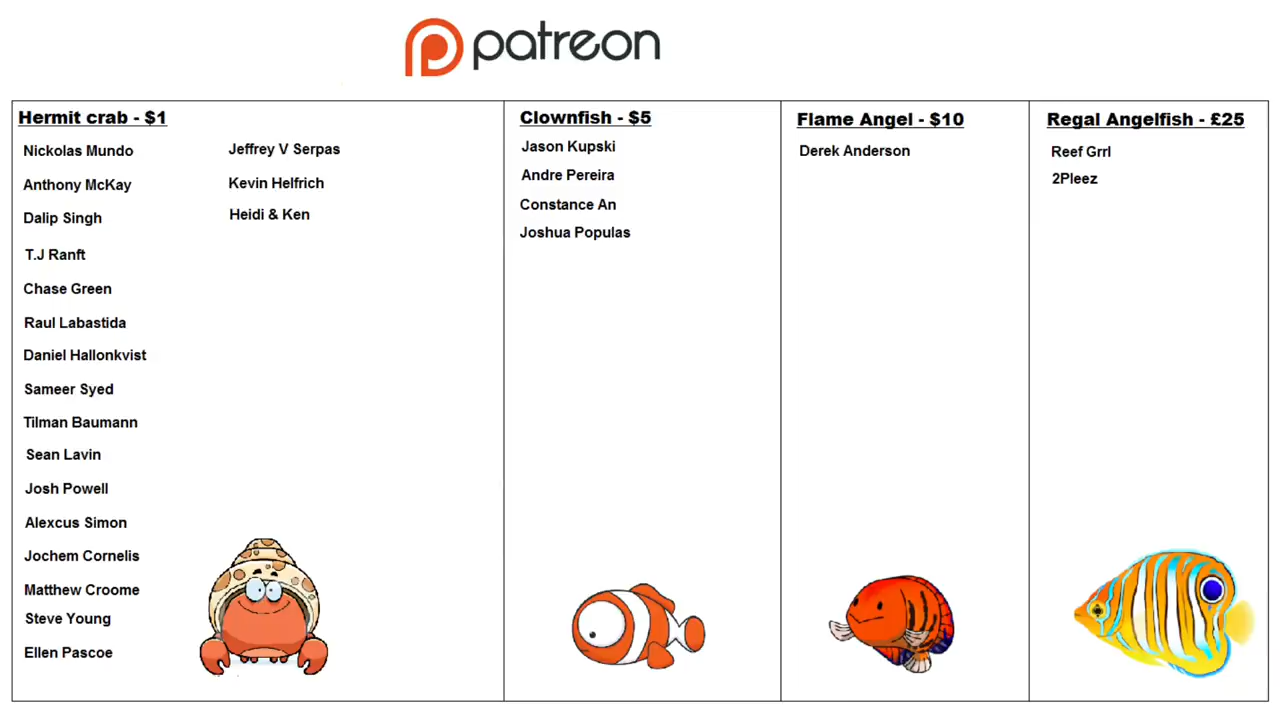 patreon
Hermit crab - $1
Nickolas Mundo
Anthony McKay
Dalip Singh
T.J Ranft
Chase Green
Raul Labastida
Daniel Hallonkvist
Sameer Syed
Tilman Baumann
Sean Lavin
Josh Powell
Alexcus Simon
Jochem Cornelis
Matthew Croome
Steve Young
Ellen Pascoe
Jeffrey V Serpas
Kevin Helfrich
Heidi & Ken
Clownfish - $5
Jason Kupski
Andre Pereira
Constance An
Joshua Populas
Flame Angel - $10
Derek Anderson
Regal Angelfish - £25
Reef Grrl
2Pleez